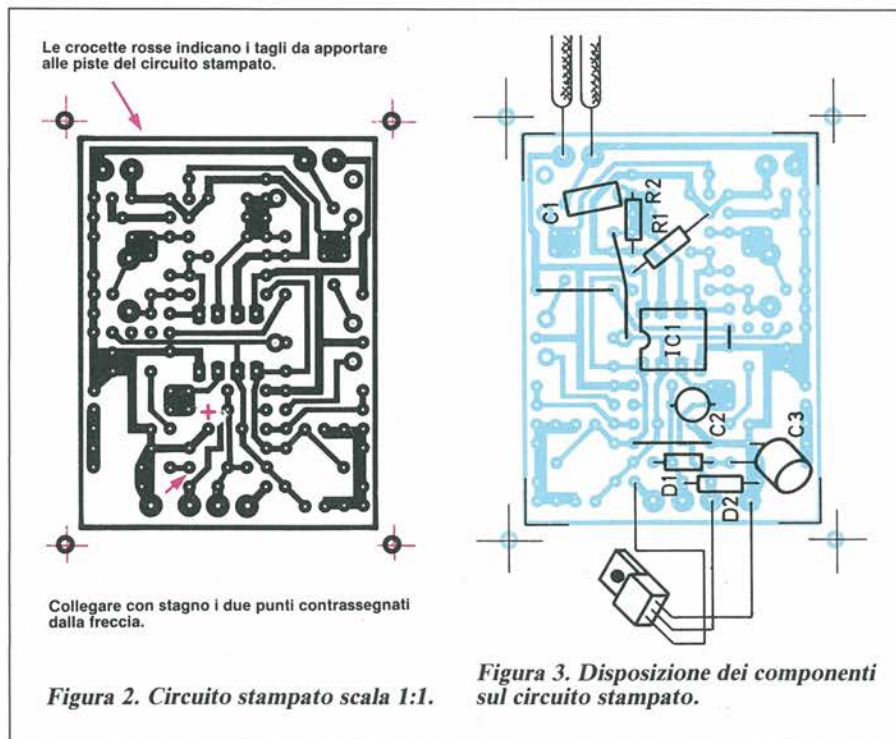 Le crocette rosse indicano i tagli da apportare
alle piste del circuito stampato.
C1
R2
R1
IC1
C2
C3
D1
D2
Collegare con stagno i due punti contrassegnati
dalla freccia.
Figura 2. Circuito stampato scala 1:1.
Figura 3. Disposizione dei componenti
sul circuito stampato.